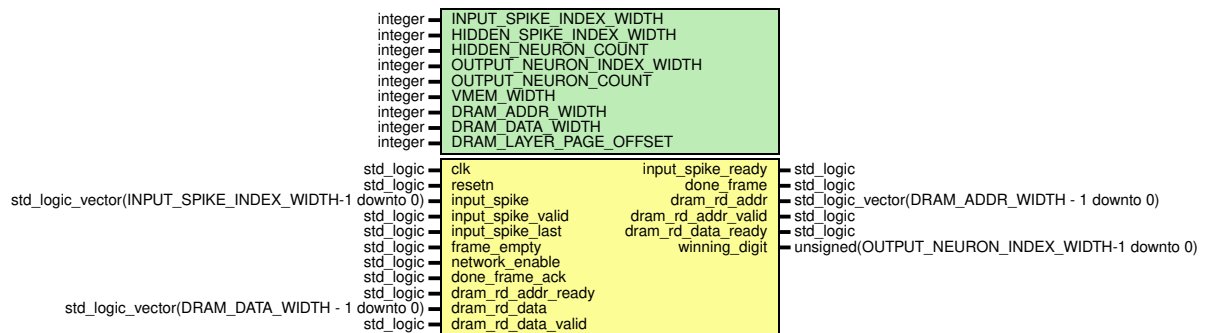 integer INPUT_SPIKE_INDEX_WIDTH
integer HIDDEN_SPIKE_INDEX_WIDTH
integer HIDDEN_NEURON_COUNT
integer OUTPUT_NEURON_INDEX_WIDTH
integer OUTPUT_NEURON_COUNT
integer VMEM_WIDTH
integer DRAM_ADDR_WIDTH
integer DRAM_DATA_WIDTH
integer DRAM_LAYER_PAGE_OFFSET
std_logic clk input_spike_ready std_logic
std_logic resetn done_frame std_logic
std_logic_vector(INPUT_SPIKE_INDEX_WIDTH-1 downto 0) input_spike dram_rd_addr std_logic_vector(DRAM_ADDR_WIDTH - 1 downto 0)
std_logic input_spike_valid dram_rd_addr_valid std_logic
std_logic input_spike_last dram_rd_data_ready std_logic
std_logic frame_empty winning_digit unsigned(OUTPUT_NEURON_INDEX_WIDTH-1 downto 0)
std_logic network_enable
std_logic done_frame_ack
std_logic dram_rd_addr_ready
std_logic_vector(DRAM_DATA_WIDTH - 1 downto 0) dram_rd_data
std_logic dram_rd_data_valid